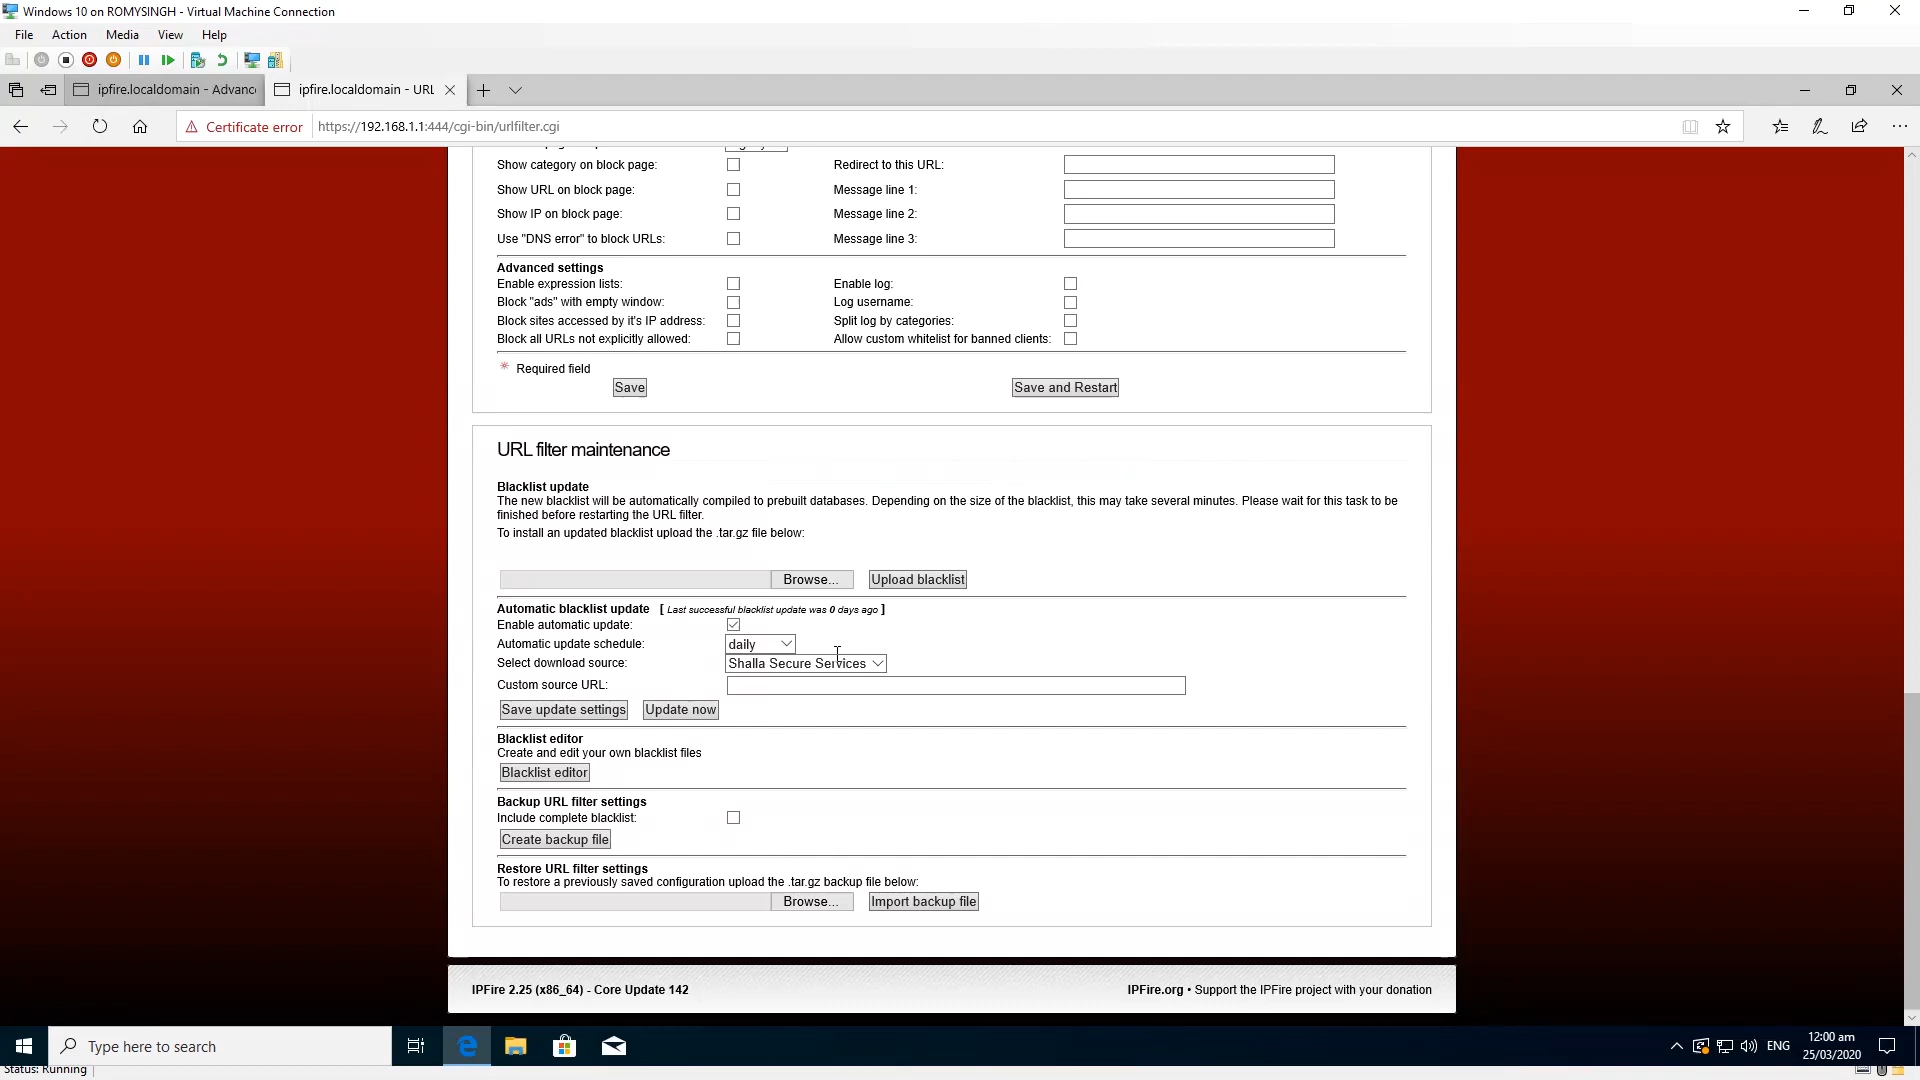 Windows 10 on ROMYSINGH - Virtual Machine Connection
File Action Media View Help
ipfire.localdomain - Advanc
ipfire.localdomain - URL
Certificate error https://192.168.1.1:444/cgi-bin/urlfilter.cgi
Show category on block page: Redirect to this URL:
Show URL on block page: Message line 1:
Show IP on block page: Message line 2:
Use "DNS error" to block URLs: Message line 3:
Advanced settings
Enable expression lists: Enable log:
Block "ads" with empty window: Log username:
Block sites accessed by it's IP address: Split log by categories:
Block all URLs not explicitly allowed: Allow custom whitelist for banned clients:
* Required field
Save Save and Restart
URL filter maintenance
Blacklist update
The new blacklist will be automatically compiled to prebuilt databases. Depending on the size of the blacklist, this may take several minutes. Please wait for this task to be
finished before restarting the URL filter.
To install an updated blacklist upload the .tar.gz file below:
Browse... Upload blacklist
Automatic blacklist update [ Last successful blacklist update was 0 days ago ]
Enable automatic update:
Automatic update schedule: daily
Select download source: Shalla Secure Services
Custom source URL:
Save update settings Update now
Blacklist editor
Create and edit your own blacklist files
Blacklist editor
Backup URL filter settings
Include complete blacklist:
Create backup file
Restore URL filter settings
To restore a previously saved configuration upload the .tar.gz backup file below:
Browse... Import backup file
IPFire 2.25 (x86_64) - Core Update 142 IPFire.org • Support the IPFire project with your donation
Type here to search
ENG
12:00 am
25/03/2020
Status: Running